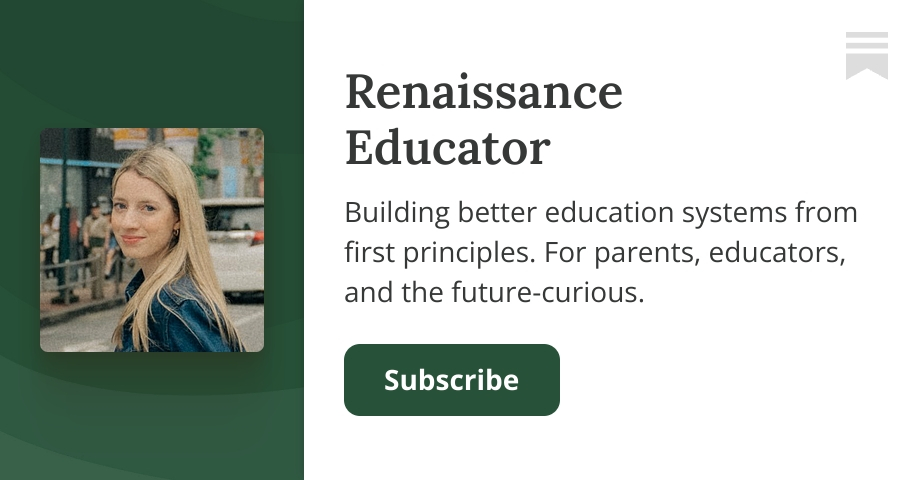 Renaissance
Educator
Building better education systems from
first principles. For parents, educators,
and the future-curious.
Subscribe